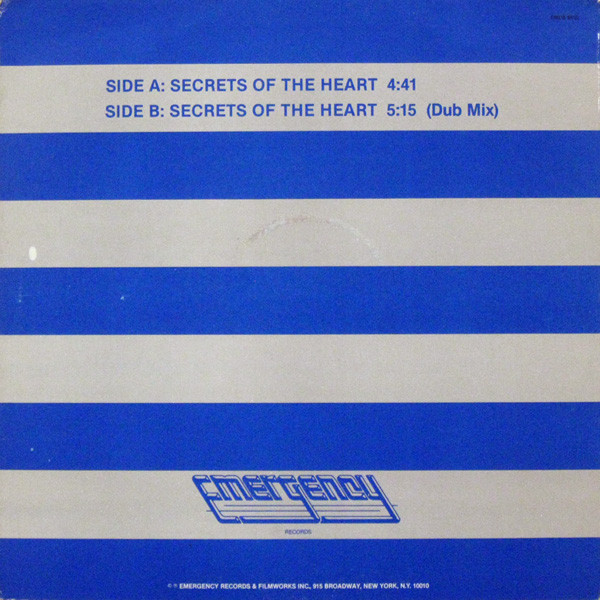 SIDE A: SECRETS OF THE HEART 4:41
SIDE B: SECRETS OF THE HEART 5:15 (Dub Mix)
Emergency
RECORDS
© ℗ EMERGENCY RECORDS & FILMWORKS INC., 915 BROADWAY, NEW YORK, N.Y. 10010